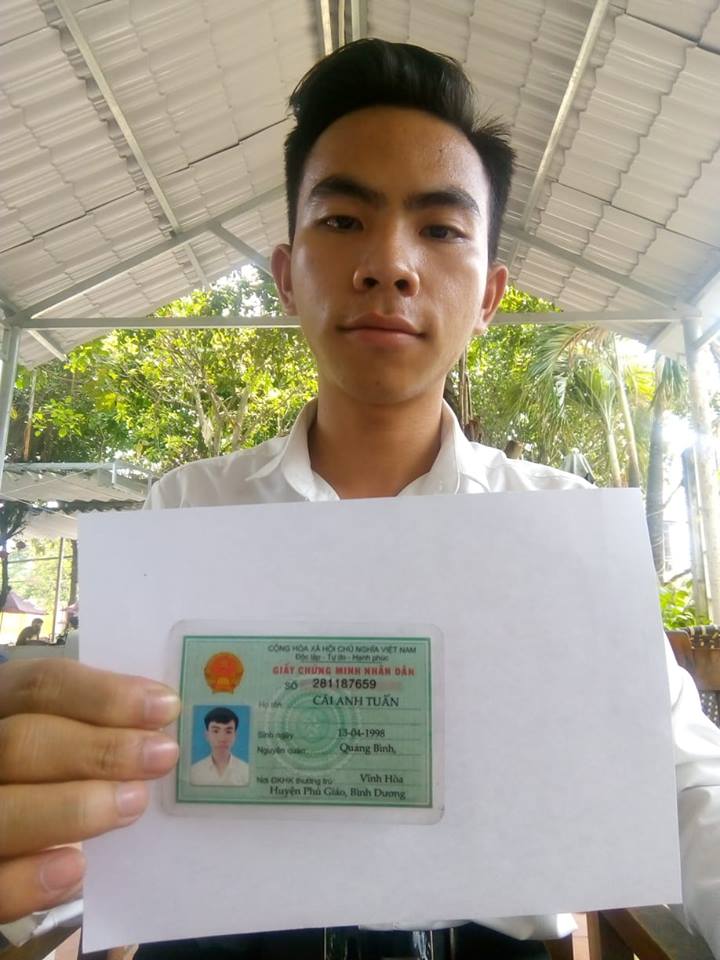 CỘNG HÒA XÃ HỘI CHỦ NGHĨA VIỆT NAM
Độc lập - Tự do - Hạnh phúc
GIẤY CHỨNG MINH NHÂN DÂN
SỐ 281187659
Họ tên CÁI ANH TUẤN
Sinh ngày 13-04-1998
Nguyên quán Quảng Bình,
Nơi ĐKHK thường trú Vĩnh Hòa
Huyện Phú Giáo, Bình Dương